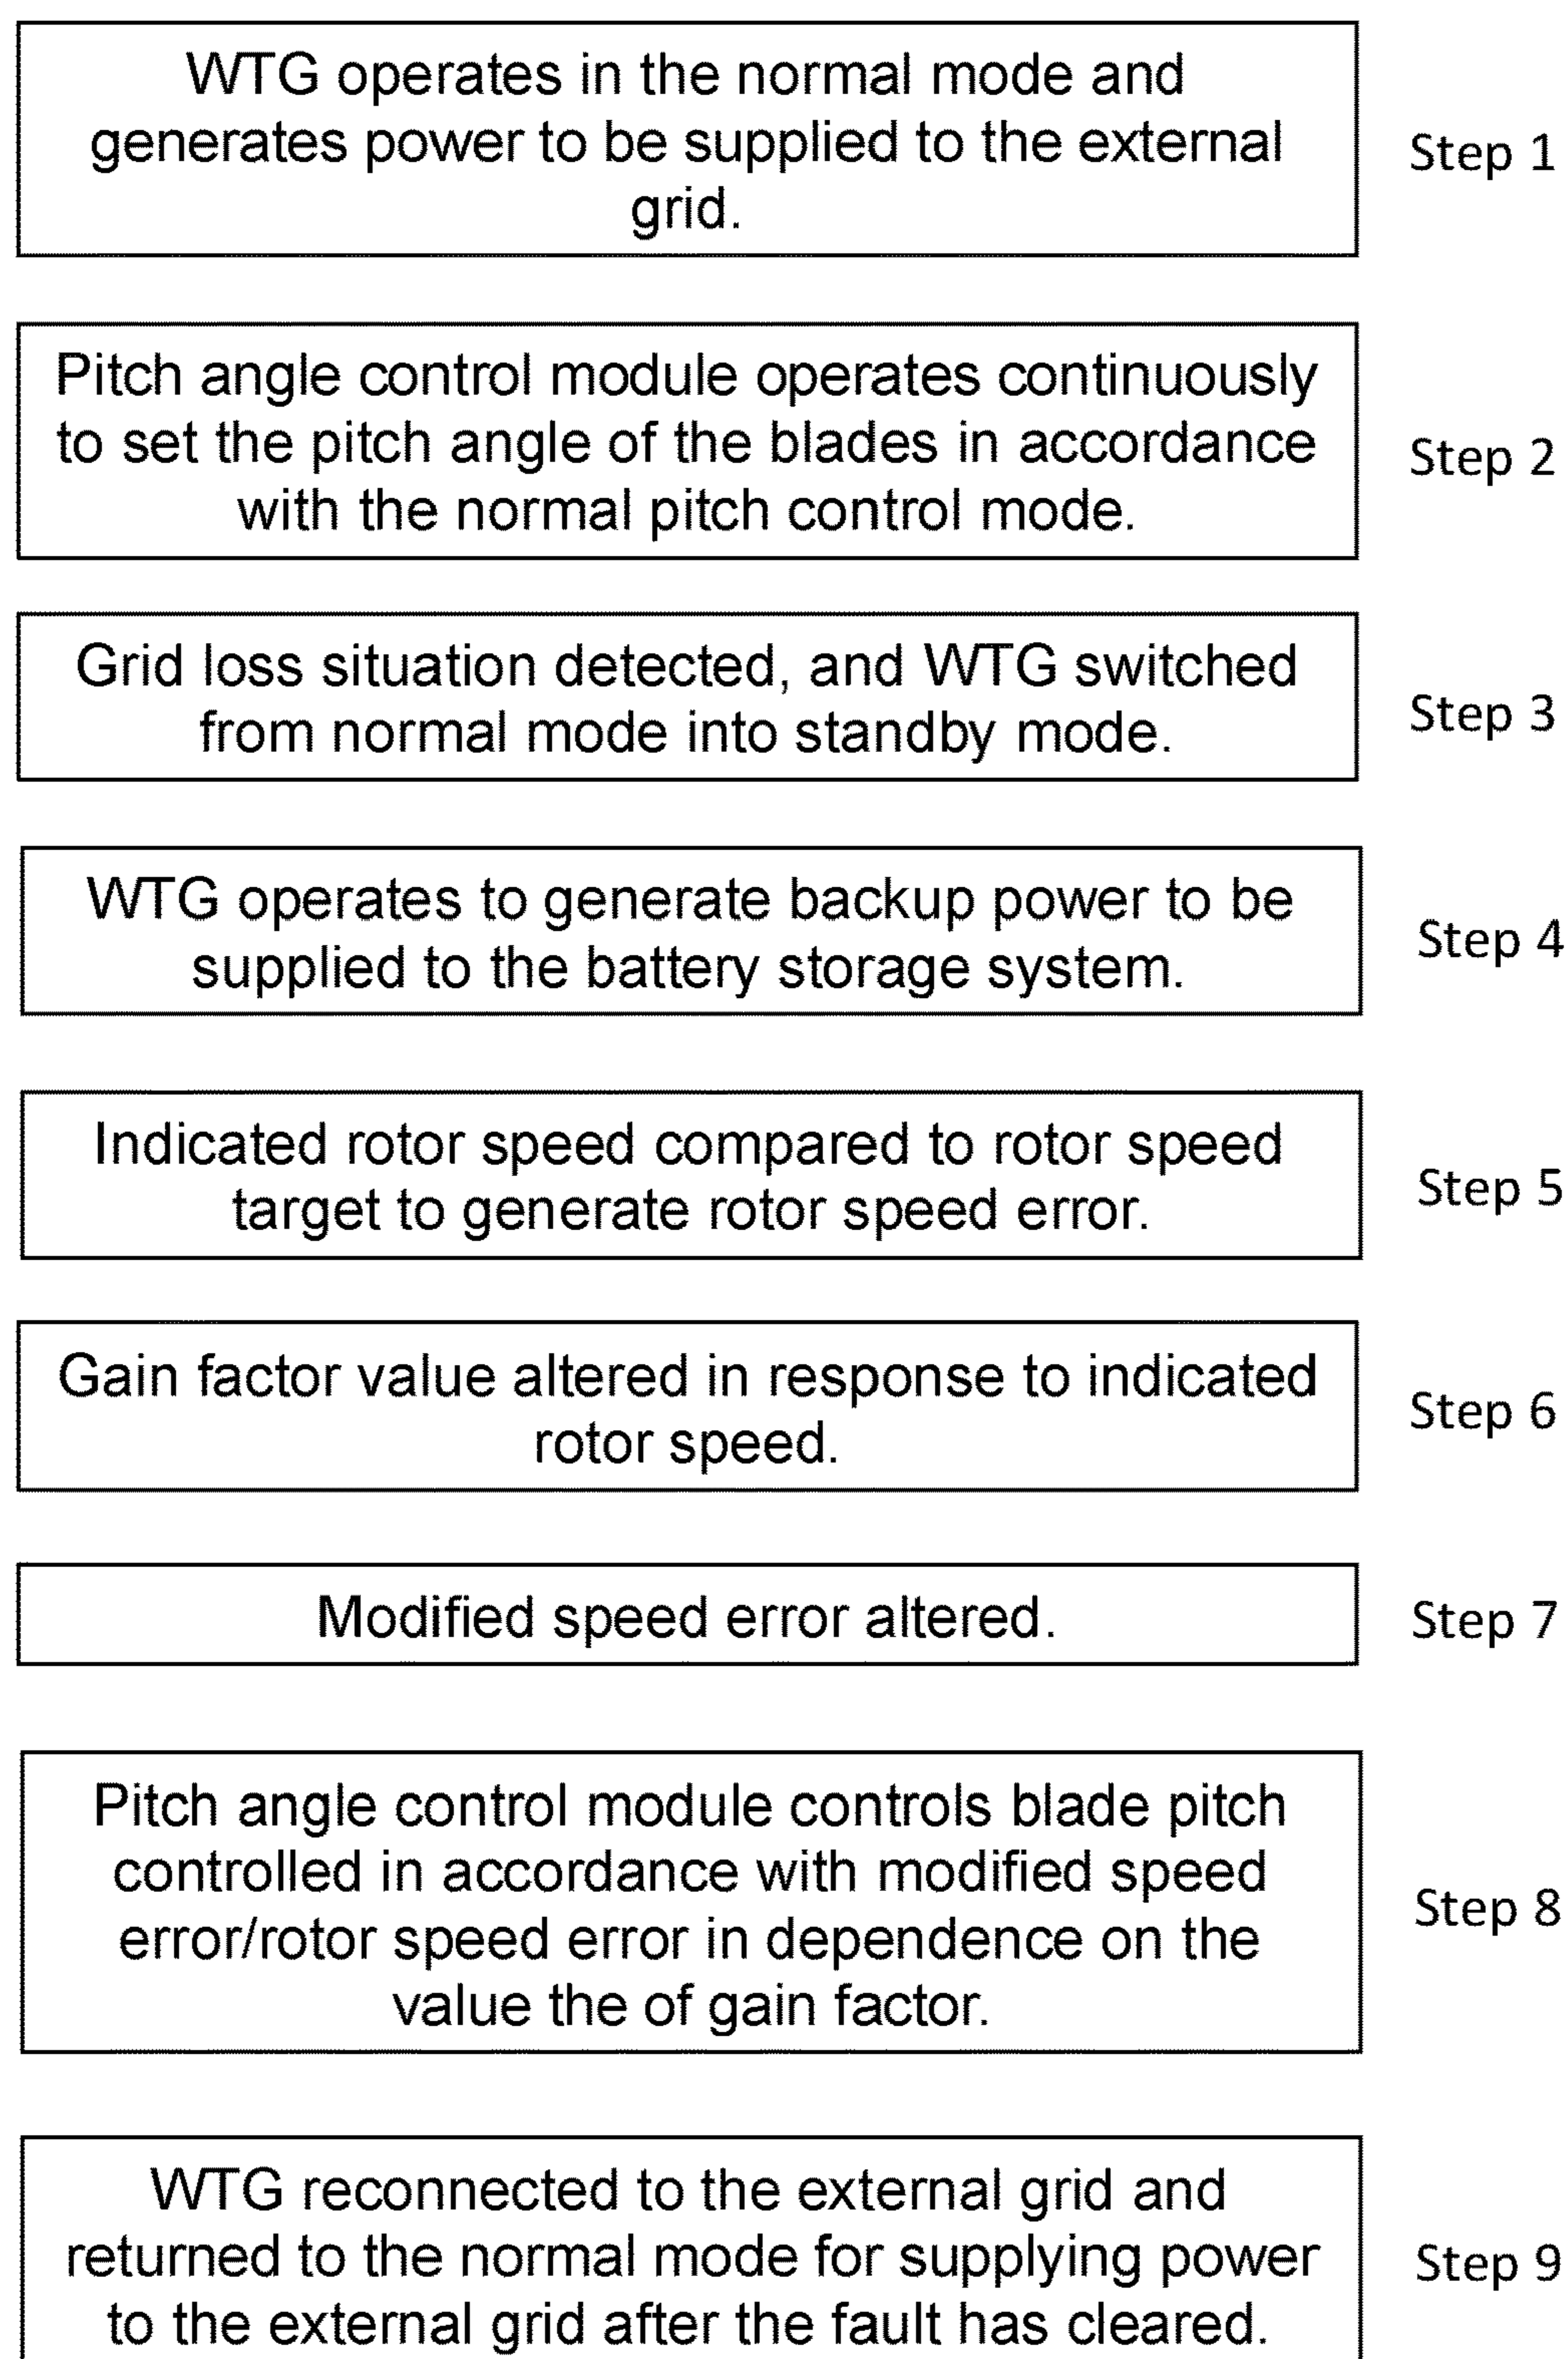 WTG operates in the normal mode and
generates power to be supplied to the external
grid.
Step 1
Pitch angle control module operates continuously
to set the pitch angle of the blades in accordance
with the normal pitch control mode.
Step 2
Grid loss situation detected, and WTG switched
from normal mode into standby mode.
Step 3
WTG operates to generate backup power to be
supplied to the battery storage system.
Step 4
Indicated rotor speed compared to rotor speed
target to generate rotor speed error.
Step 5
Gain factor value altered in response to indicated
rotor speed.
Step 6
Modified speed error altered.
Step 7
Pitch angle control module controls blade pitch
controlled in accordance with modified speed
error/rotor speed error in dependence on the
value the of gain factor.
Step 8
WTG reconnected to the external grid and
returned to the normal mode for supplying power
to the external grid after the fault has cleared.
Step 9